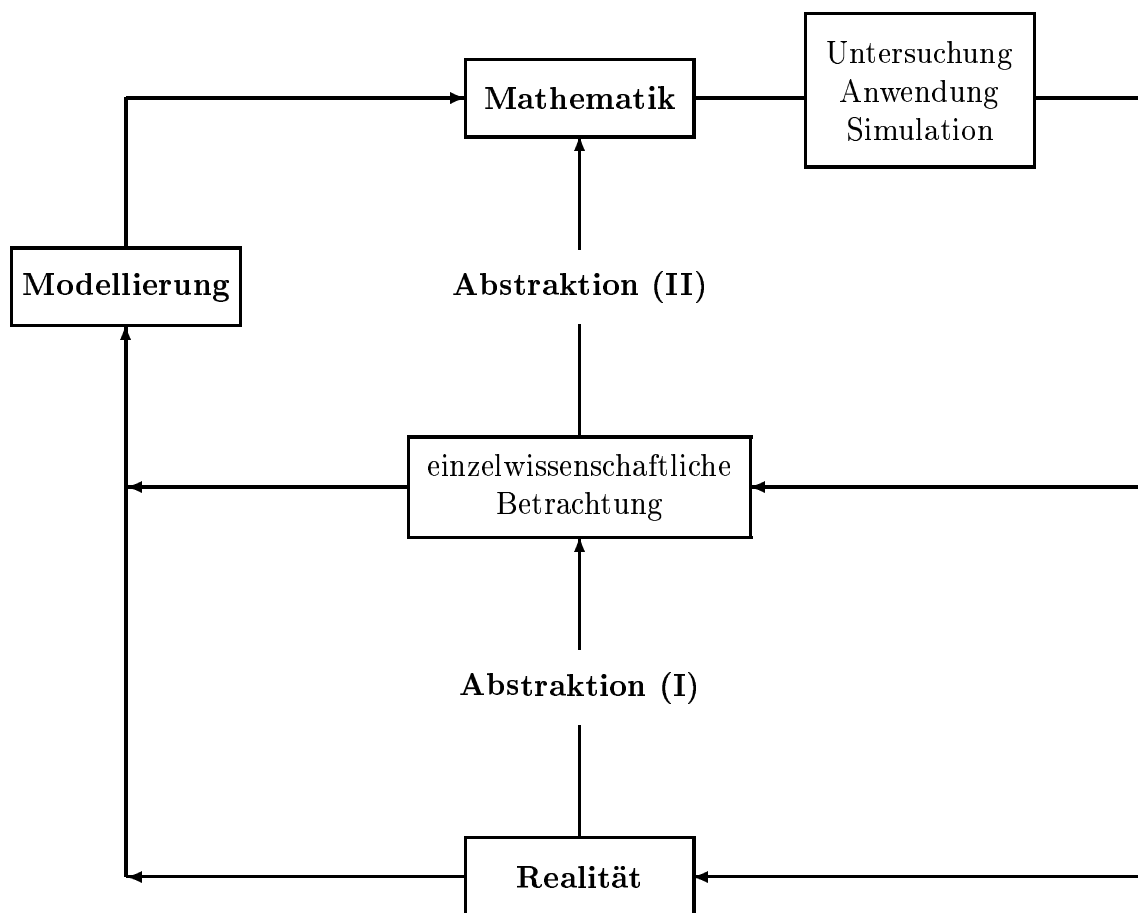 Untersuchung
Anwendung
Simulation
Mathematik
Modellierung
Abstraktion (II)
einzelwissenschaftliche
Betrachtung
Abstraktion (I)
Realität